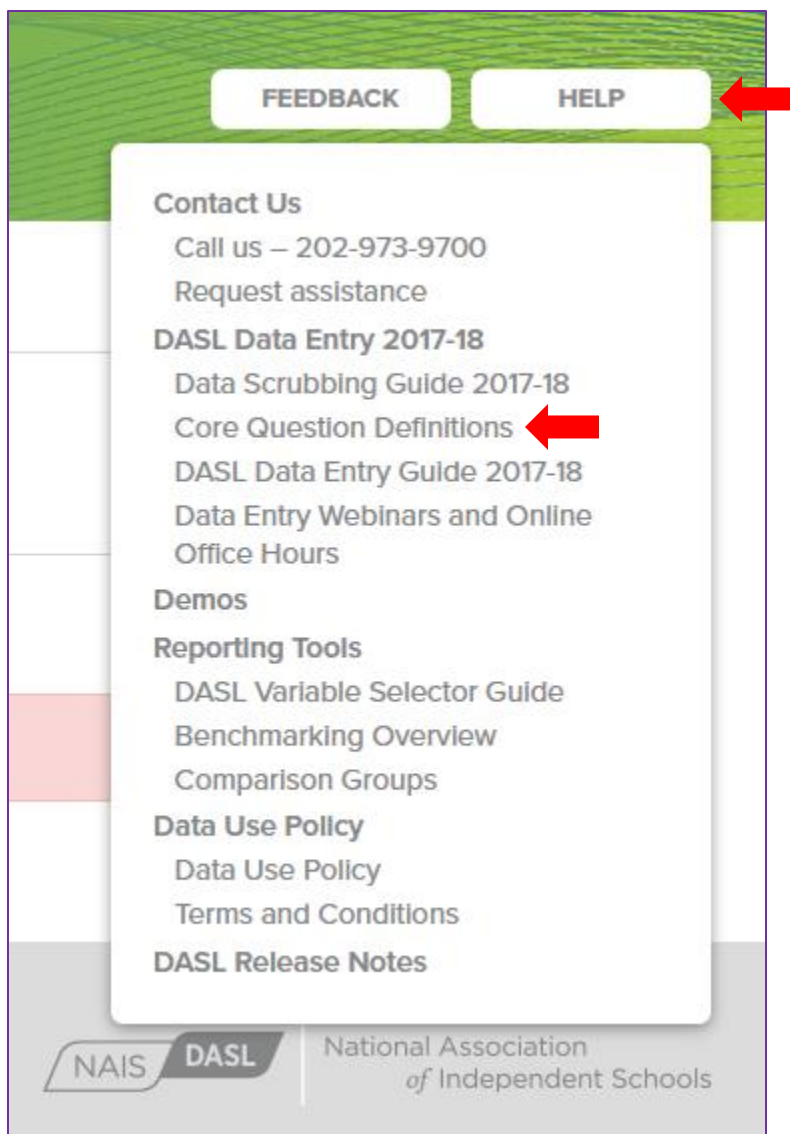 FEEDBACK HELP
Contact Us
Call us – 202-973-9700
Request assistance
DASL Data Entry 2017-18
Data Scrubbing Guide 2017-18
Core Question Definitions
DASL Data Entry Guide 2017-18
Data Entry Webinars and Online
Office Hours
Demos
Reporting Tools
DASL Variable Selector Guide
Benchmarking Overview
Comparison Groups
Data Use Policy
Data Use Policy
Terms and Conditions
DASL Release Notes
NAIS DASL National Association
of Independent Schools